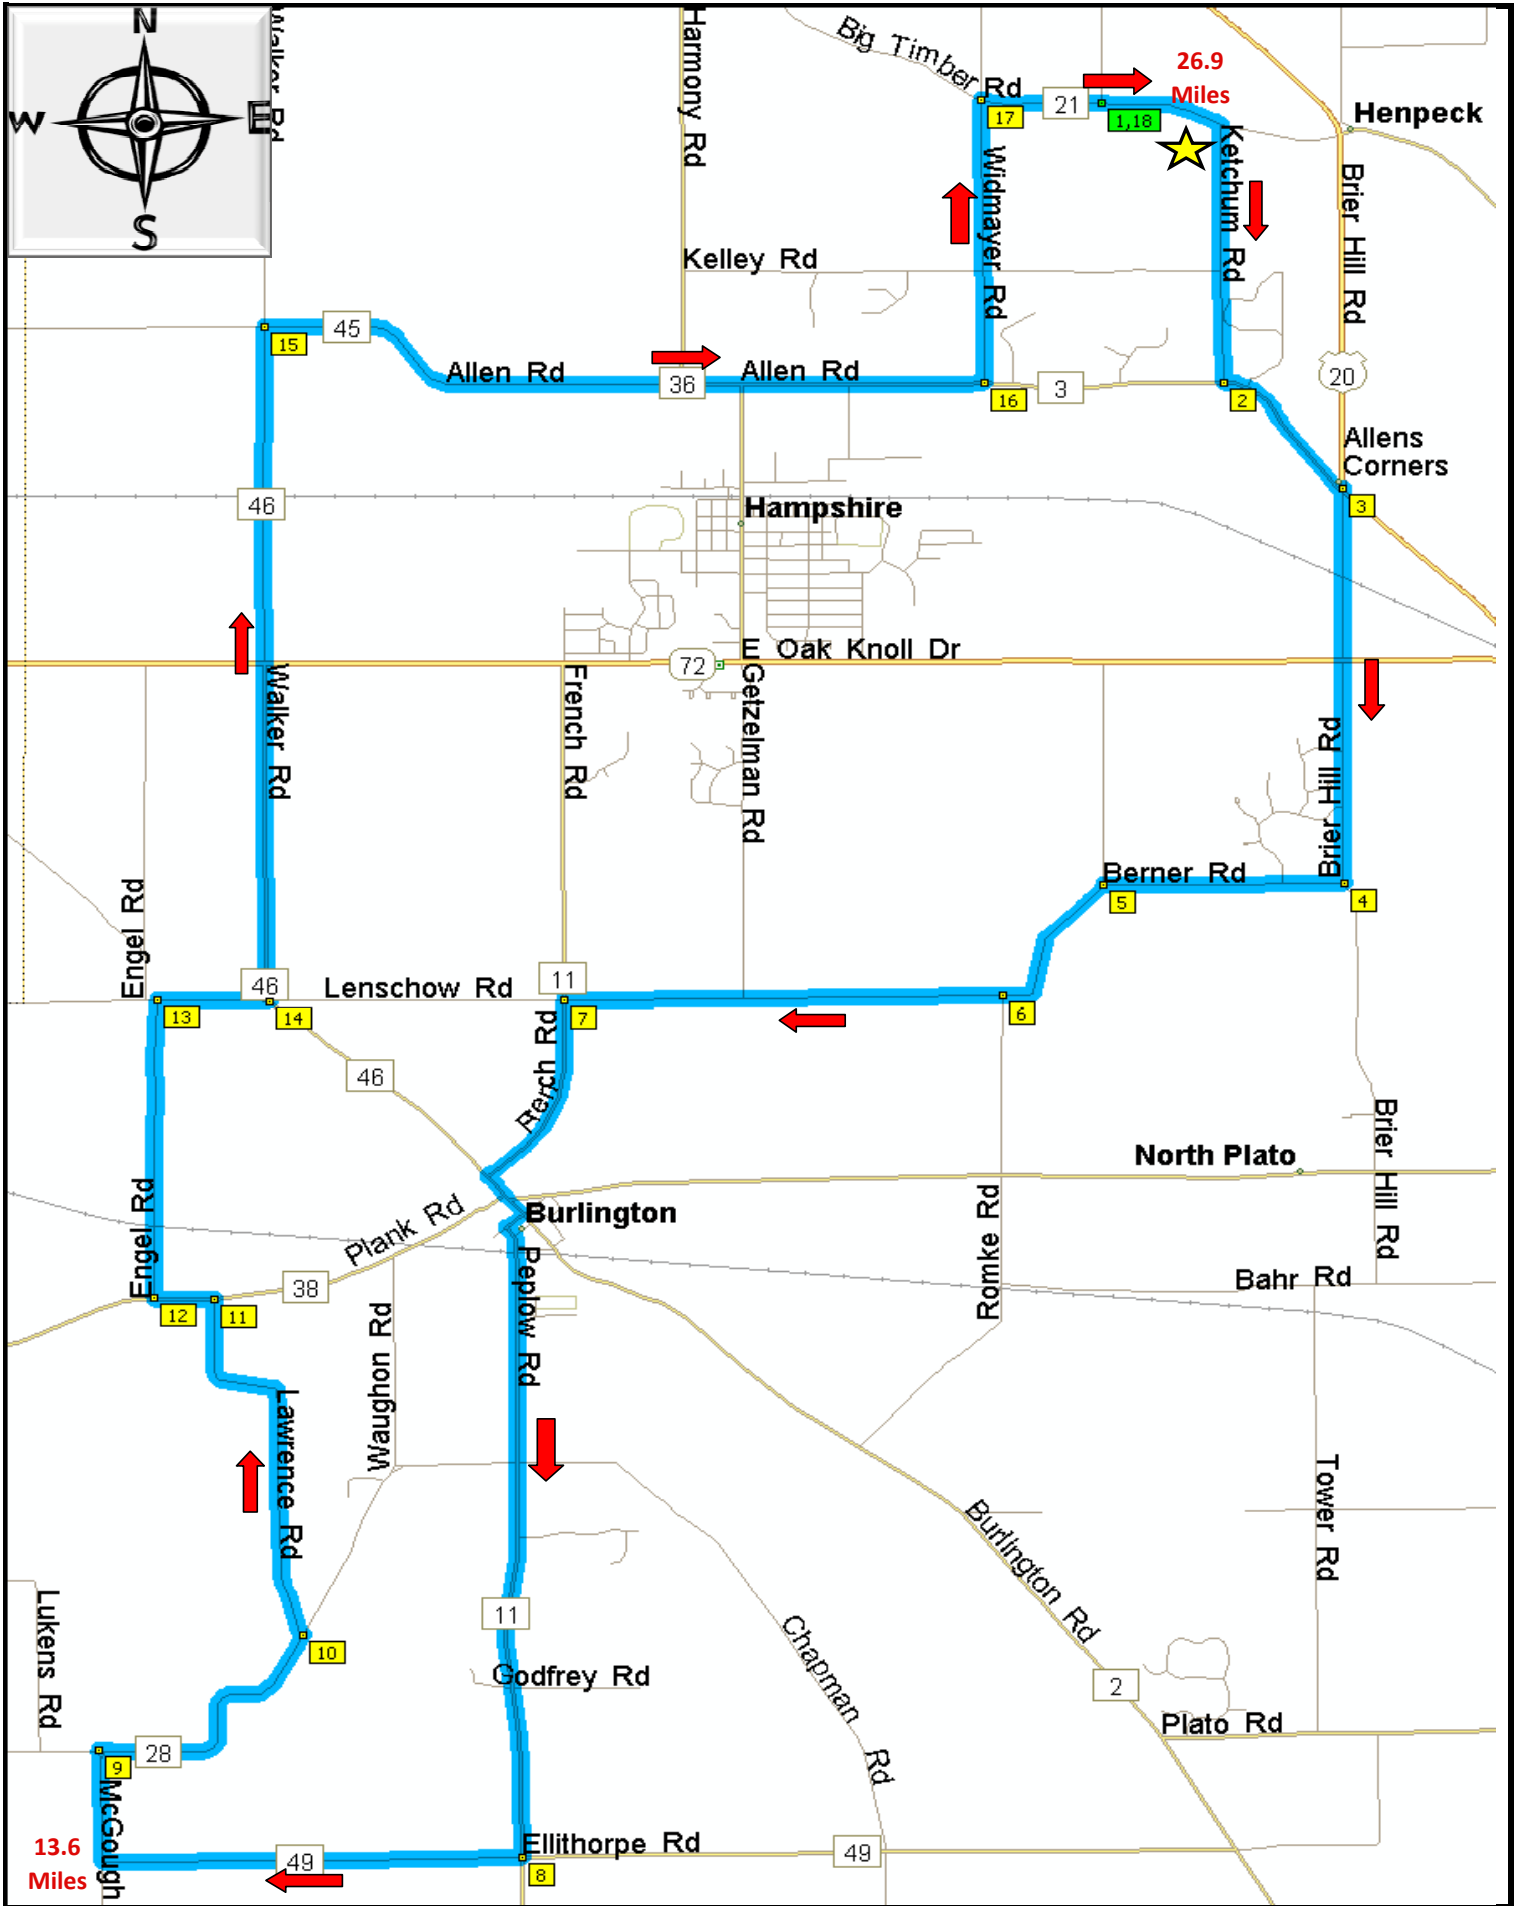 N
W
E
S
Walker Rd
Harmony Rd
Big Timber Rd
21
26.9
Miles
17
1,18
Henpeck
Ketchum Rd
Widmayer Rd
Brier Hill Rd
Kelley Rd
45
15
Allen Rd
36
Allen Rd
16
3
2
20
Allens
Corners
3
46
Hampshire
72
E Oak Knoll Dr
Walker Rd
French Rd
Getzelman Rd
Brier Hill Rd
Berner Rd
5
4
Engel Rd
46
Lenschow Rd
11
13
14
7
6
46
Rerch Rd
North Plato
Brier Hill Rd
Engel Rd
Plank Rd
Burlington
Romke Rd
38
Peplow Rd
Bahr Rd
12
11
Waughon Rd
Lawrence Rd
Tower Rd
Burlington Rd
Lukens Rd
11
10
Chapman Rd
Godfrey Rd
2
Plato Rd
28
9
McGough
13.6
Miles
49
Ellithorpe Rd
49
8